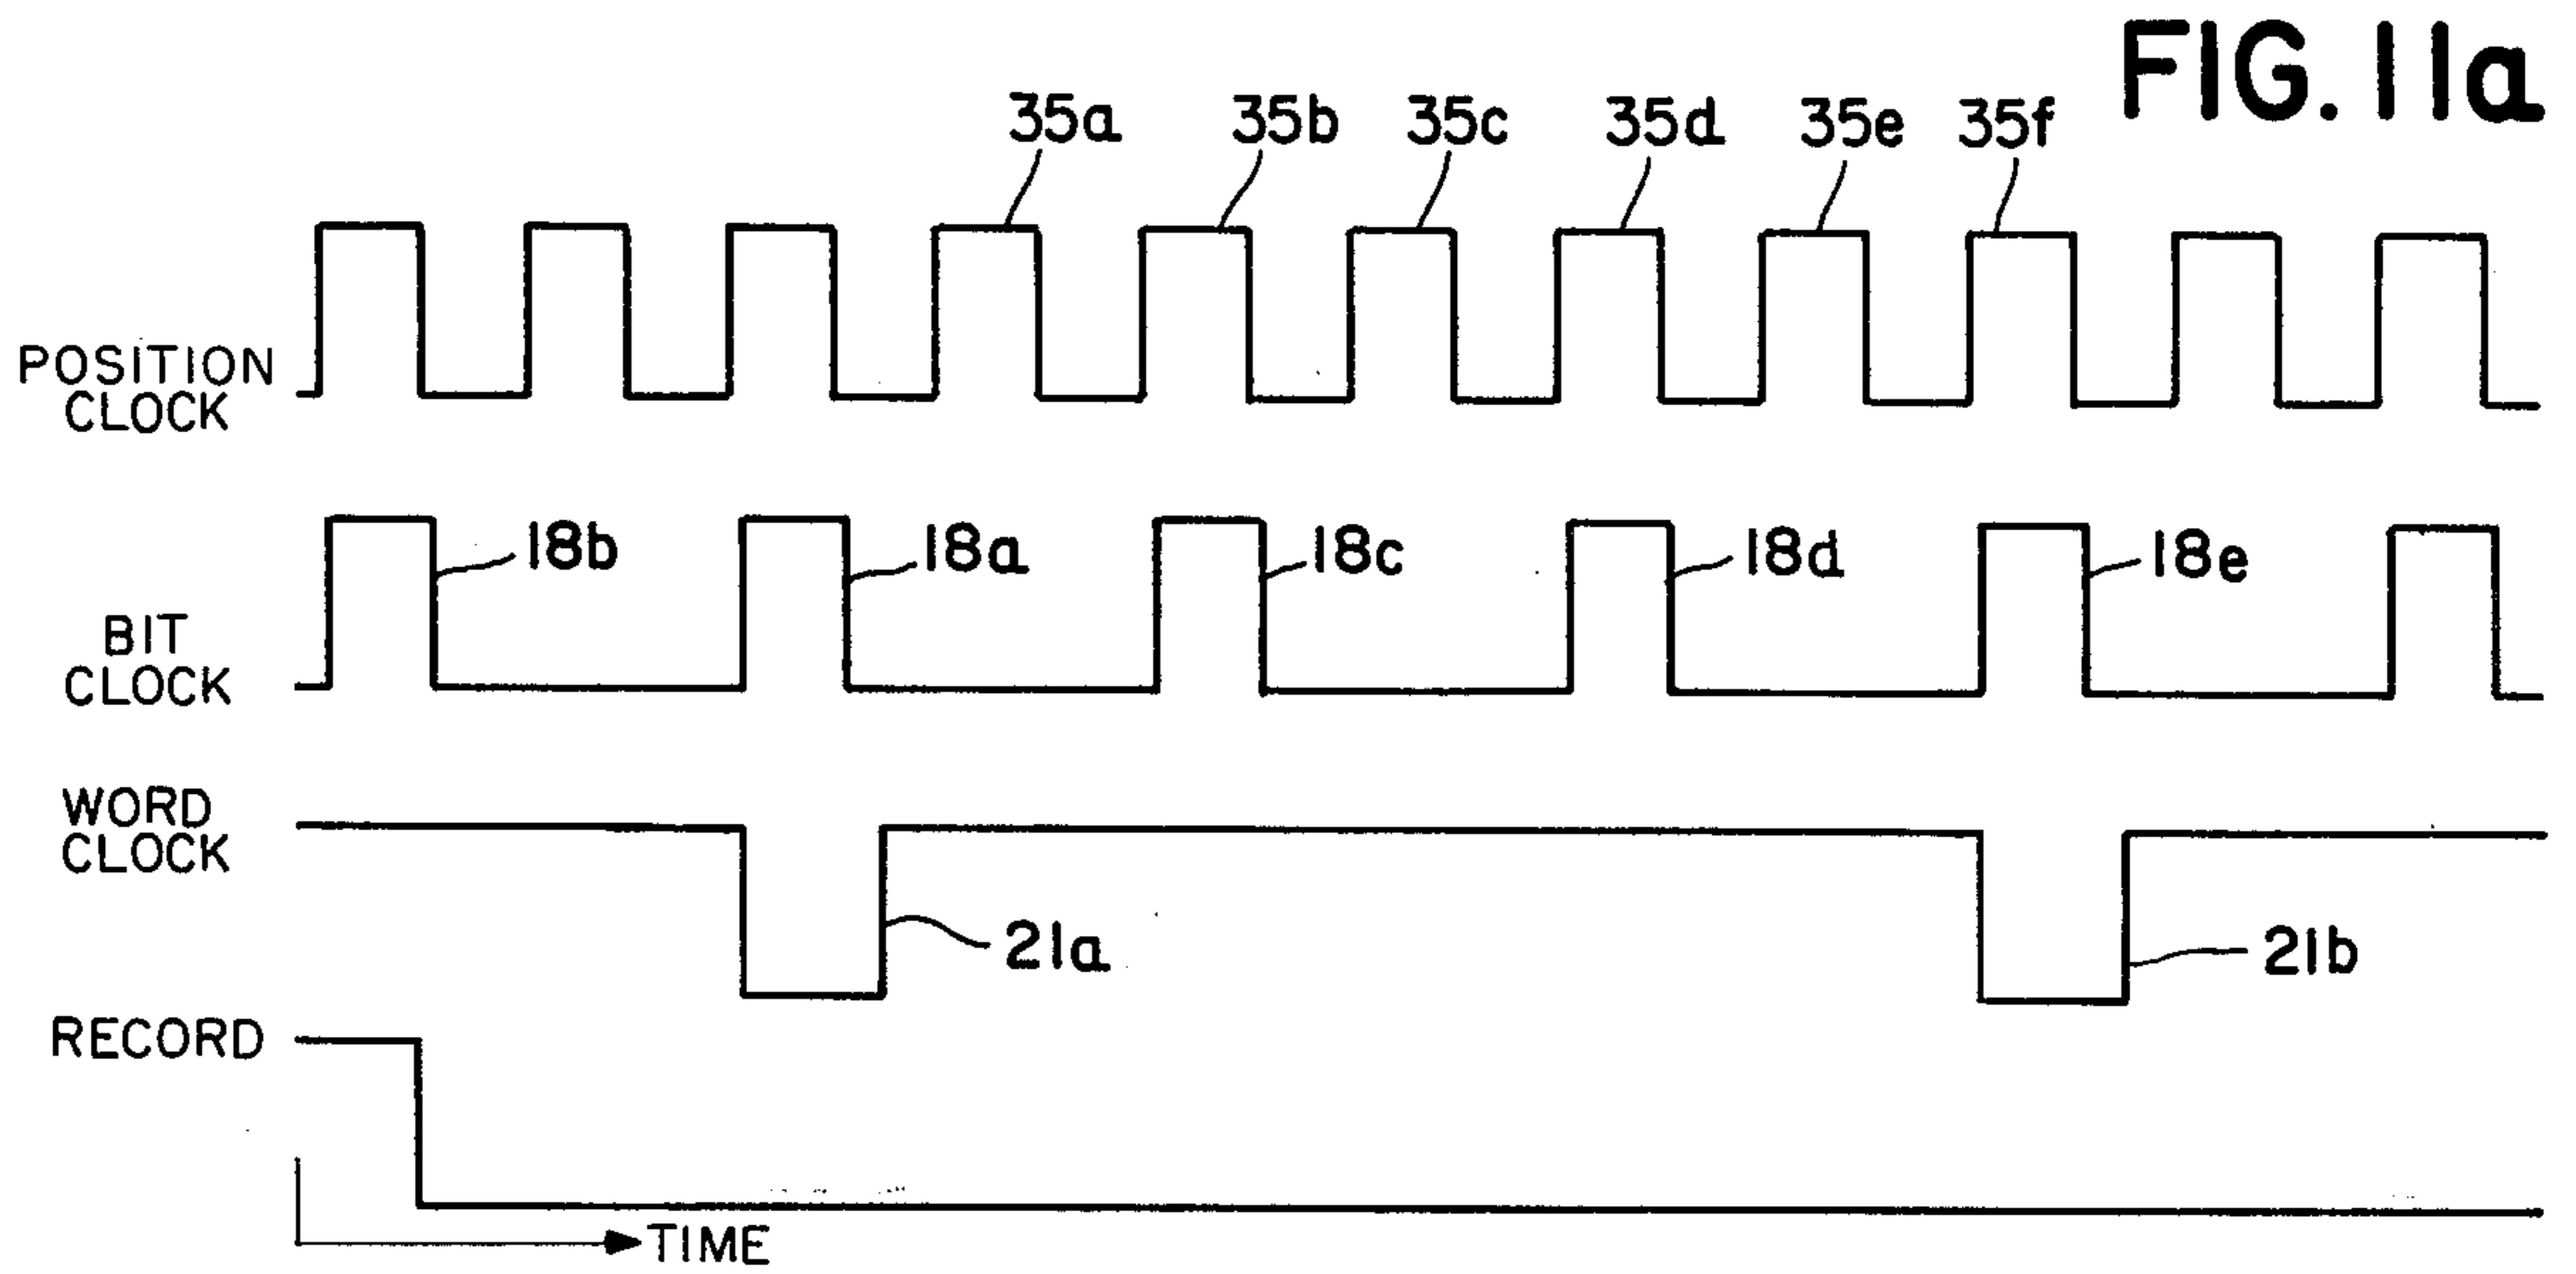 FIG. 11a
35a 35b 35c 35d 35e 35f
POSITION
CLOCK
18b 18a 18c 18d 18e
BIT
CLOCK
WORD
CLOCK
21a 21b
RECORD
TIME